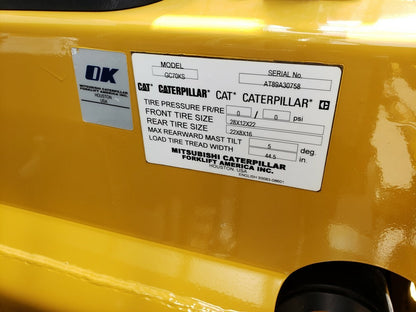 OK
MITSUBISHI CATERPILLAR
FORKLIFT AMERICA INC.
HOUSTON,
USA
MODEL
GC70KS
SERIAL No.
AT89A30758
CAT CATERPILLAR CAT CATERPILLAR C
TIRE PRESSURE FR/RE 0 / 0 psi
FRONT TIRE SIZE 28X12X22
REAR TIRE SIZE 22X8X16
MAX REARWARD MAST TILT 5 deg.
LOAD TIRE TREAD WIDTH 44.5 in.
MITSUBISHI CATERPILLAR
FORKLIFT AMERICA INC.
HOUSTON, USA
ENGLISH